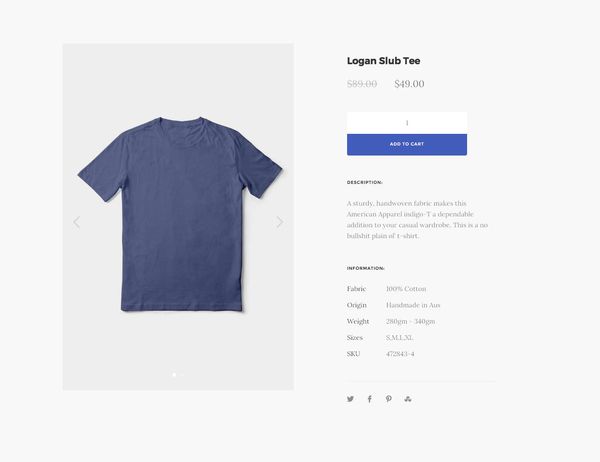 Logan Slub Tee
$89.00 $49.00
1
ADD TO CART
DESCRIPTION:
A sturdy, handwoven fabric makes this
American Apparel indigo-T a dependable
addition to your casual wardrobe. This is a no
bullshit plain ol' t-shirt.
INFORMATION:
Fabric 100% Cotton
Origin Handmade in Aus
Weight 280gm - 340gm
Sizes S,M,L,XL
SKU 472843-4